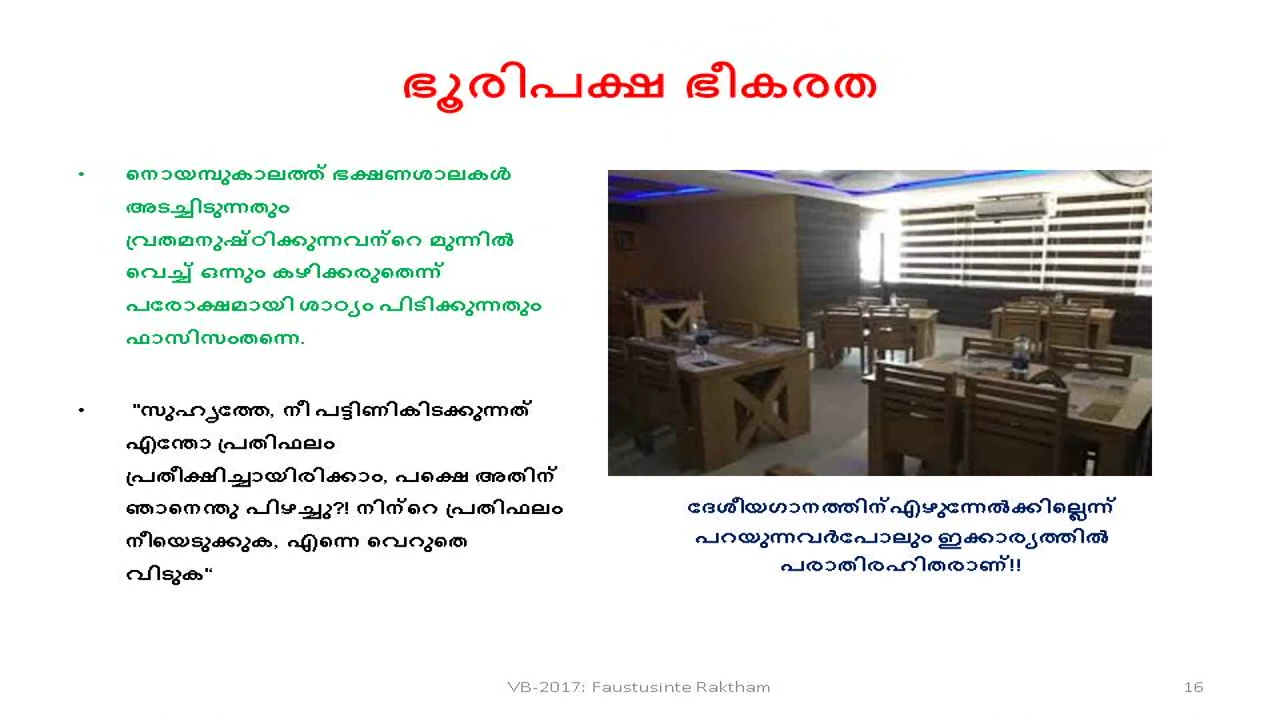 ഭൂരിപക്ഷ ഭീകരത
• നൊയമ്പുകാലത്ത് ഭക്ഷണശാലകൾ
അടച്ചിടുന്നതും
വ്രതമനുഷ്ഠിക്കുന്നവന്റെ മുന്നിൽ
വെച്ച് ഒന്നും കഴിക്കരുതെന്ന്
പരോക്ഷമായി ശാഠ്യം പിടിക്കുന്നതും
ഫാസിസംതന്നെ.
• "സുഹൃത്തേ, നീ പട്ടിണികിടക്കുന്നത്
എന്തോ പ്രതിഫലം
പ്രതീക്ഷിച്ചായിരിക്കാം, പക്ഷെ അതിന്
ഞാനെന്തു പിഴച്ചു?! നിന്റെ പ്രതിഫലം
നീയെടുക്കുക, എന്നെ വെറുതെ
വിടുക"
ദേശീയഗാനത്തിന് എഴുന്നേൽക്കില്ലെന്ന്
പറയുന്നവർപോലും ഇക്കാര്യത്തിൽ
പരാതിരഹിതരാണ്!!
VB-2017: Faustusinte Raktham
16